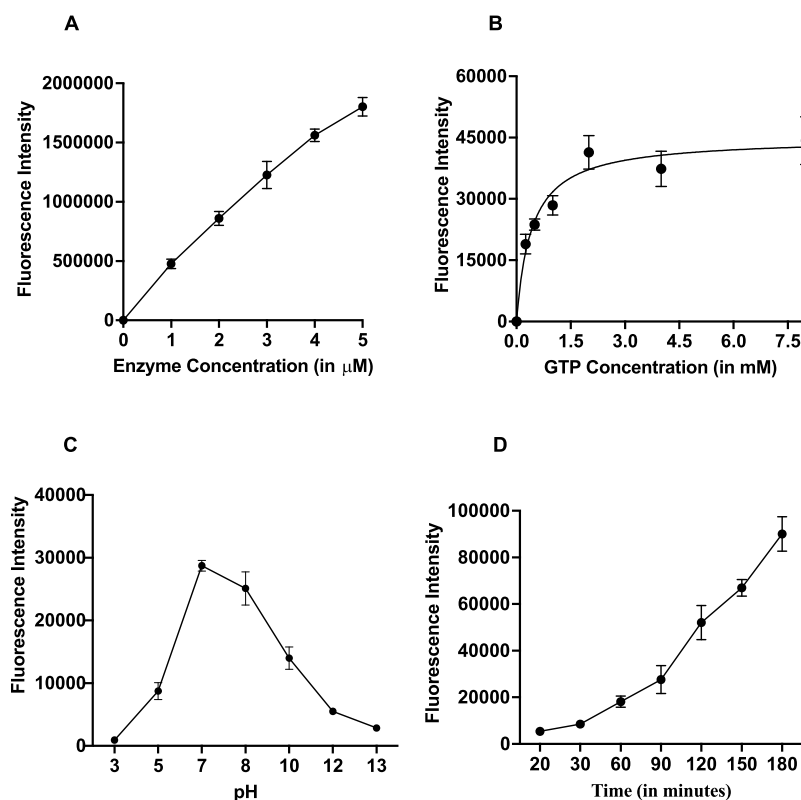 A
2000000
1500000
1000000
500000
0
0 1 2 3 4 5
Fluorescence Intensity
Enzyme Concentration (in μM)
B
60000
45000
30000
15000
0
0.0 1.5 3.0 4.5 6.0 7.5
Fluorescence Intensity
GTP Concentration (in mM)
C
40000
30000
20000
10000
0
3 5 7 8 10 12 13
Fluorescence Intensity
pH
D
100000
80000
60000
40000
20000
0
20 30 60 90 120 150 180
Fluorescence Intensity
Time (in minutes)